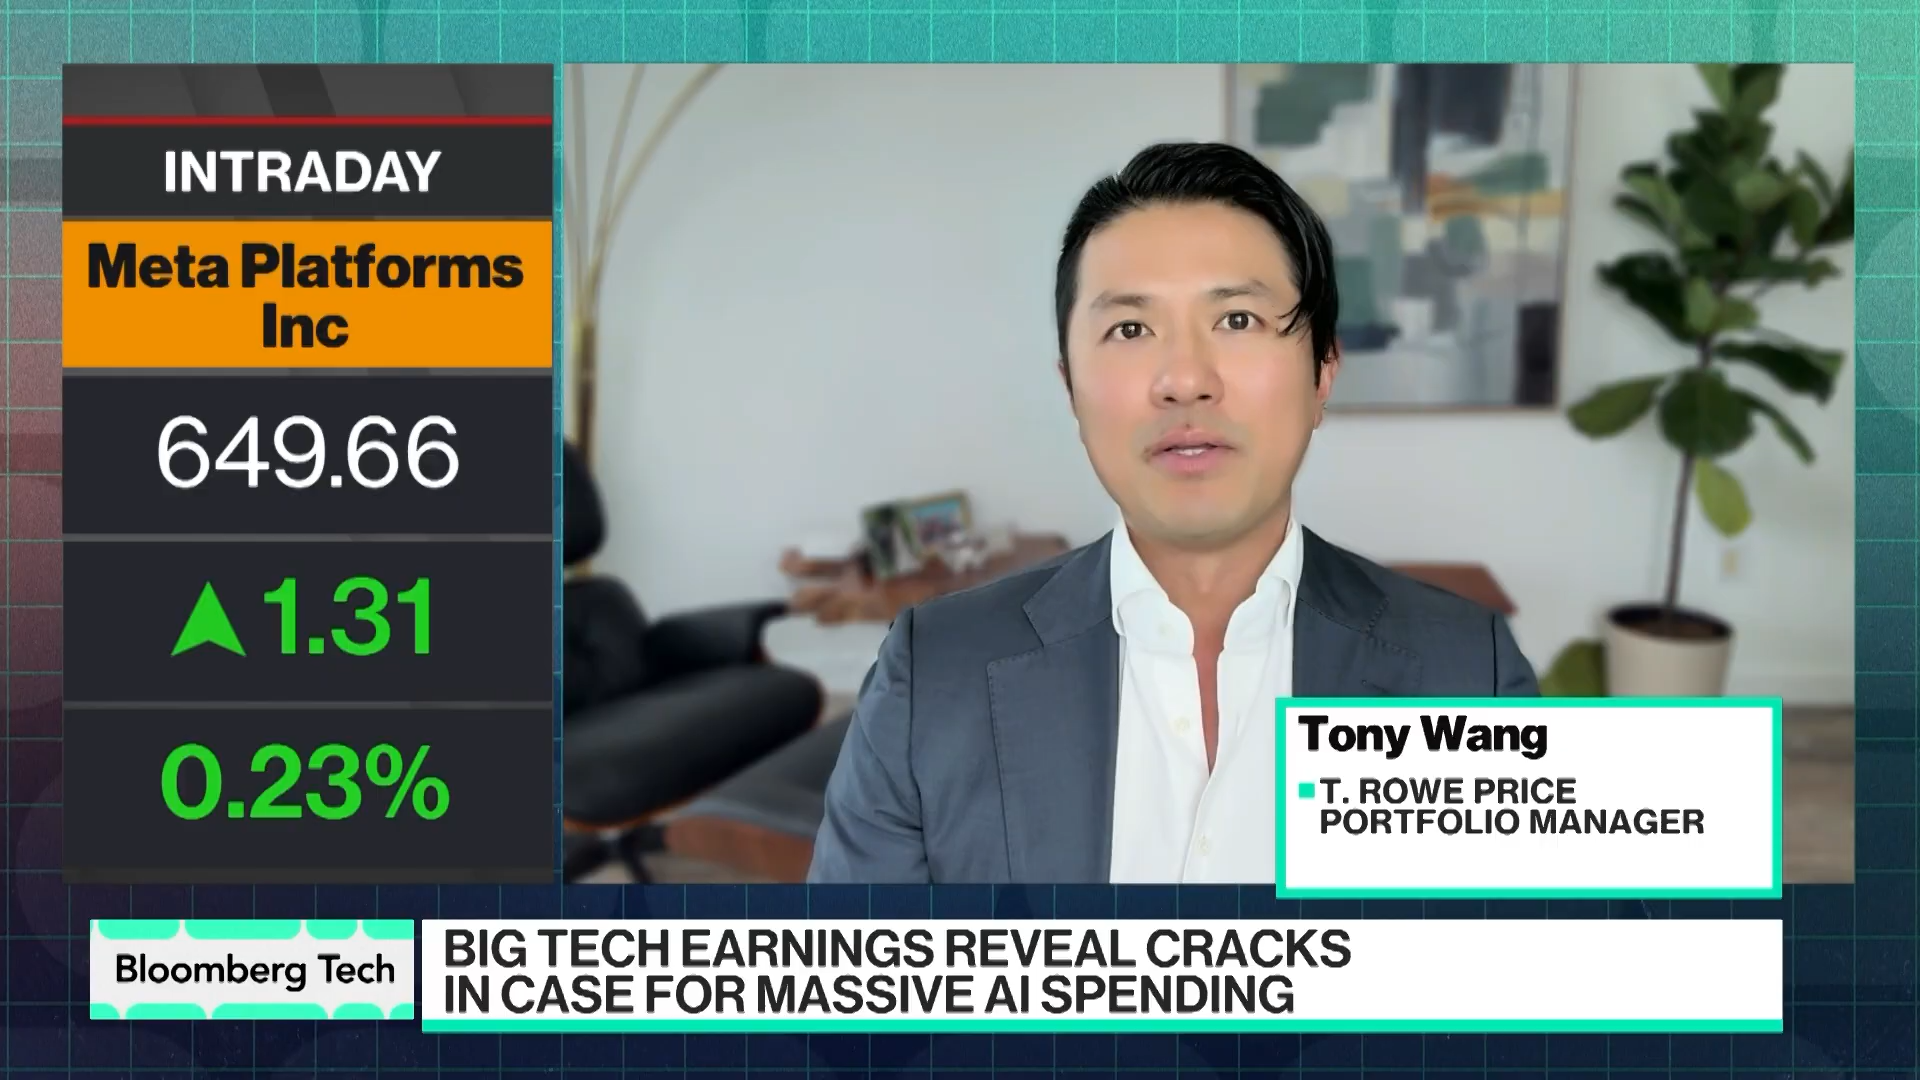 INTRADAY
Meta Platforms
Inc
649.66
▲1.31
0.23%
Tony Wang
T. ROWE PRICE
PORTFOLIO MANAGER
Bloomberg Tech
BIG TECH EARNINGS REVEAL CRACKS
IN CASE FOR MASSIVE AI SPENDING